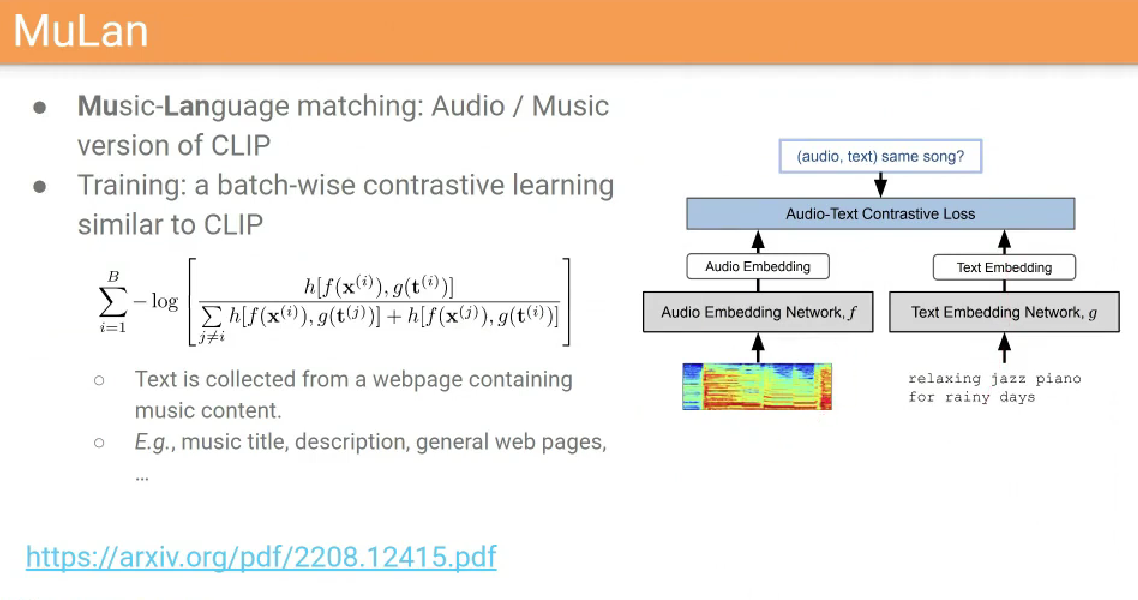 MuLan
● Music-Language matching: Audio / Music
version of CLIP
● Training: a batch-wise contrastive learning
similar to CLIP
\sum_{i=1}^{B} -\log \left[ \frac{h[f(\mathbf{x}^{(i)}), g(\mathbf{t}^{(i)})]}{\sum_{j \neq i} h[f(\mathbf{x}^{(i)}), g(\mathbf{t}^{(j)})] + h[f(\mathbf{x}^{(j)}), g(\mathbf{t}^{(i)})]} \right]
○ Text is collected from a webpage containing
music content.
○ E.g., music title, description, general web pages,
...
https://arxiv.org/pdf/2208.12415.pdf
(audio, text) same song?
Audio-Text Contrastive Loss
Audio Embedding
Text Embedding
Audio Embedding Network, f
Text Embedding Network, g
relaxing jazz piano
for rainy days